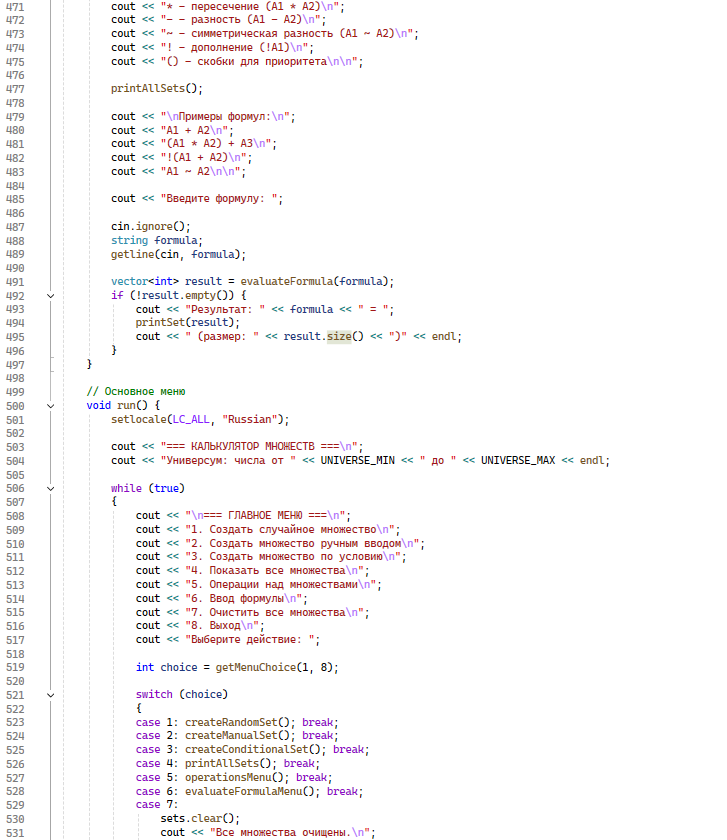 471 cout << "* – пересечение (A1 * A2)\n";
472 cout << "– – разность (A1 – A2)\n";
473 cout << "~ – симметрическая разность (A1 ~ A2)\n";
474 cout << "! – дополнение (!A1)\n";
475 cout << "() – скобки для приоритета\n\n";
476
477 printAllSets();
478
479 cout << "\nПримеры формул:\n";
480 cout << "A1 + A2\n";
481 cout << "(A1 * A2) + A3\n";
482 cout << "!(A1 + A2)\n";
483 cout << "A1 ~ A2\n\n";
484
485 cout << "Введите формулу: ";
486
487 cin.ignore();
488 string formula;
489 getline(cin, formula);
490
491 vector<int> result = evaluateFormula(formula);
492 if (!result.empty()) {
493 cout << "Результат: " << formula << " = ";
494 printSet(result);
495 cout << " (размер: " << result.size() << ")" << endl;
496 }
497 }
498
499 // Основное меню
500 void run() {
501 setlocale(LC_ALL, "Russian");
502
503 cout << "=== КАЛЬКУЛЯТОР МНОЖЕСТВ ===\n";
504 cout << "Универсум: числа от " << UNIVERSE_MIN << " до " << UNIVERSE_MAX << endl;
505
506 while (true)
507 {
508 cout << "\n=== ГЛАВНОЕ МЕНЮ ===\n";
509 cout << "1. Создать случайное множество\n";
510 cout << "2. Создать множество ручным вводом\n";
511 cout << "3. Создать множество по условию\n";
512 cout << "4. Показать все множества\n";
513 cout << "5. Операции над множествами\n";
514 cout << "6. Ввод формулы\n";
515 cout << "7. Очистить все множества\n";
516 cout << "8. Выход\n";
517 cout << "Выберите действие: ";
518
519 int choice = getMenuChoice(1, 8);
520
521 switch (choice)
522 {
523 case 1: createRandomSet(); break;
524 case 2: createManualSet(); break;
525 case 3: createConditionalSet(); break;
526 case 4: printAllSets(); break;
527 case 5: operationsMenu(); break;
528 case 6: evaluateFormulaMenu(); break;
529 case 7:
530 sets.clear();
531 cout << "Все множества очищены.\n";